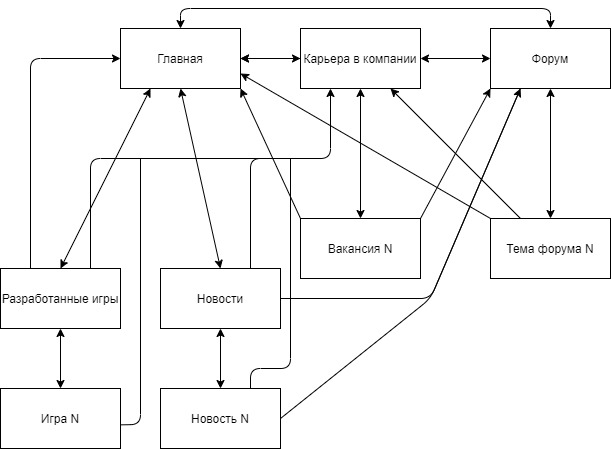 Главная
Карьера в компании
Форум
Вакансия N
Тема форума N
Разработанные игры
Новости
Игра N
Новость N